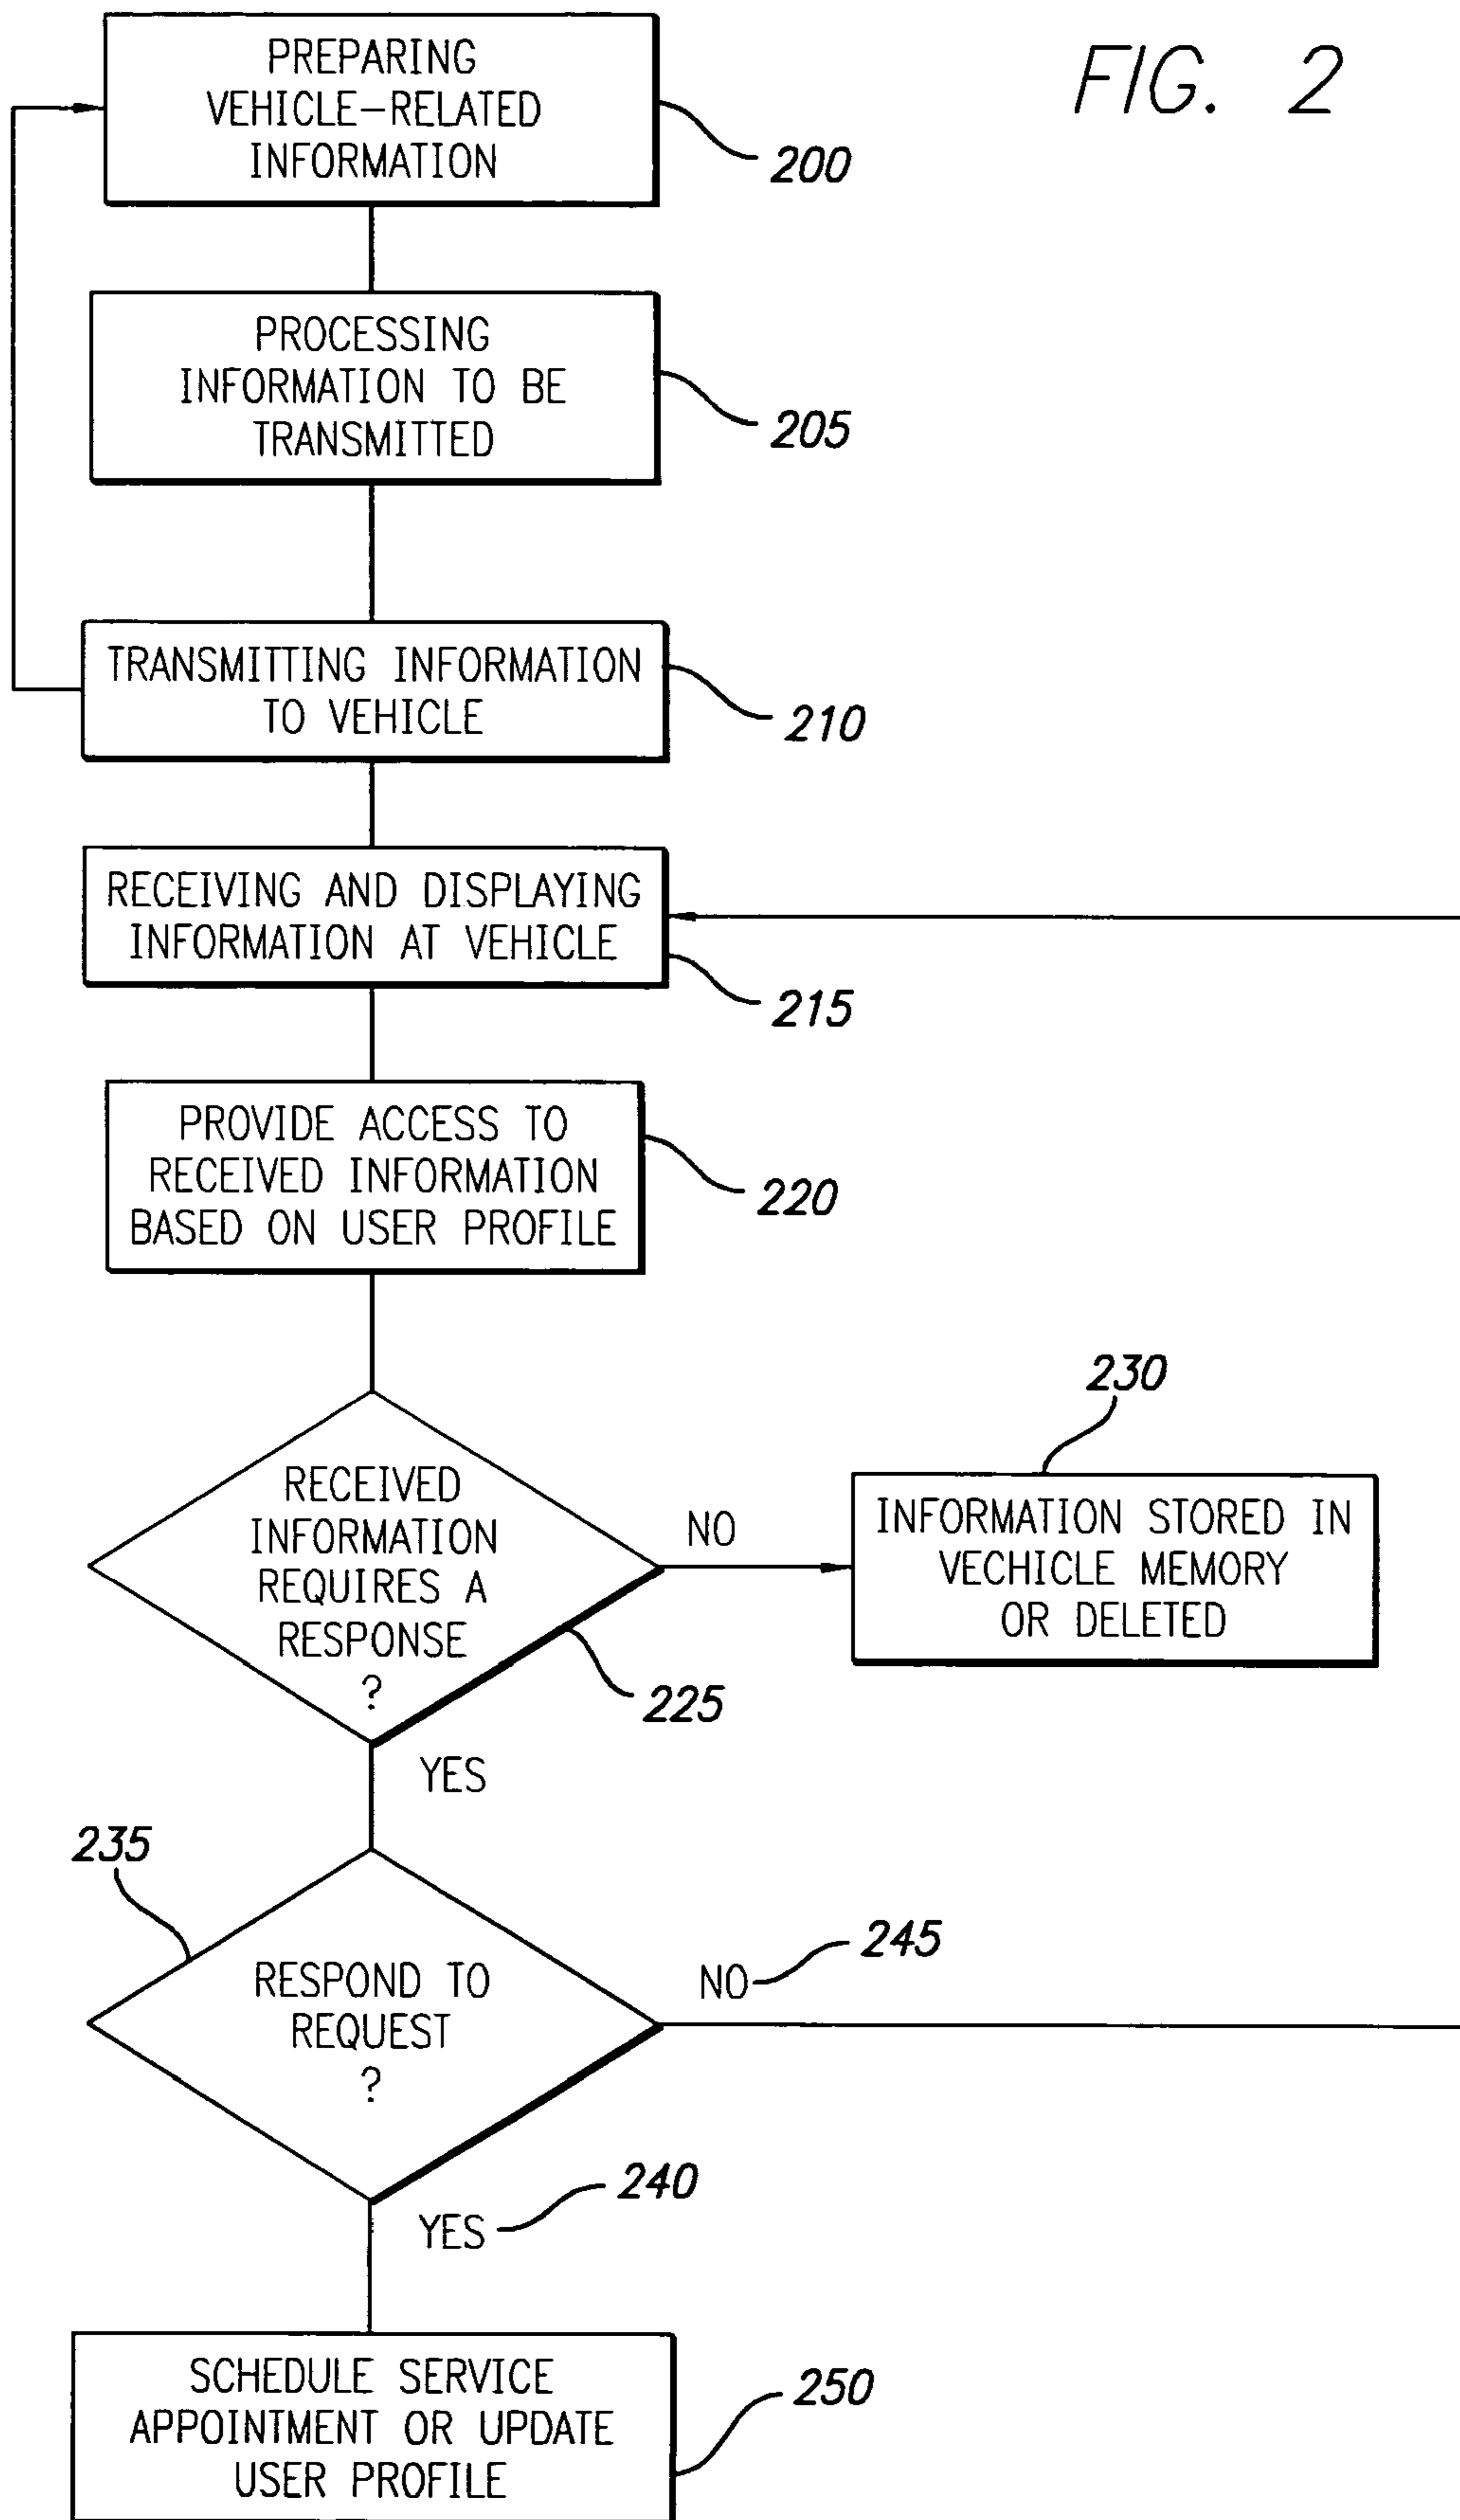 FIG. 2
PREPARING
VEHICLE-RELATED
INFORMATION
200
PROCESSING
INFORMATION TO BE
TRANSMITTED
205
TRANSMITTING INFORMATION
TO VEHICLE
210
RECEIVING AND DISPLAYING
INFORMATION AT VEHICLE
215
PROVIDE ACCESS TO
RECEIVED INFORMATION
BASED ON USER PROFILE
220
RECEIVED
INFORMATION
REQUIRES A
RESPONSE
?
225
NO
230
INFORMATION STORED IN
VECHICLE MEMORY
OR DELETED
YES
235
RESPOND TO
REQUEST
?
NO
245
YES
240
SCHEDULE SERVICE
APPOINTMENT OR UPDATE
USER PROFILE
250